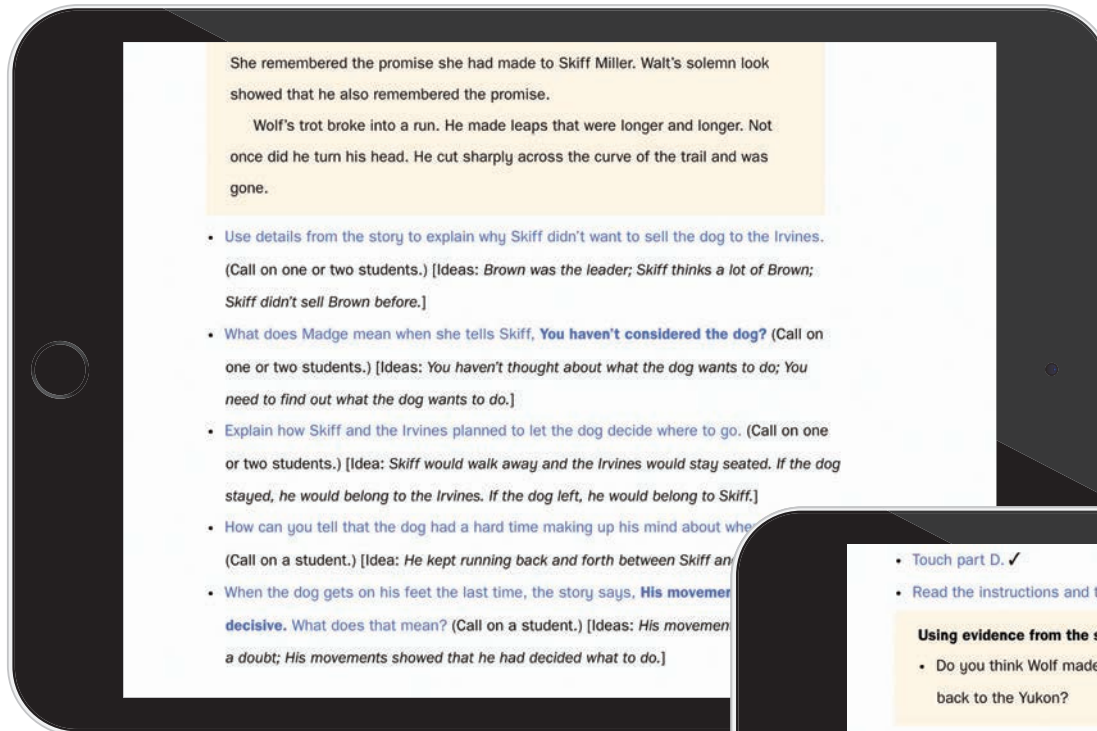 She remembered the promise she had made to Skiff Miller. Walt's solemn look
showed that he also remembered the promise.
Wolf's trot broke into a run. He made leaps that were longer and longer. Not
once did he turn his head. He cut sharply across the curve of the trail and was
gone.
• Use details from the story to explain why Skiff didn't want to sell the dog to the Irvines.
(Call on one or two students.) [Ideas: Brown was the leader; Skiff thinks a lot of Brown;
Skiff didn't sell Brown before.]
• What does Madge mean when she tells Skiff, You haven't considered the dog? (Call on
one or two students.) [Ideas: You haven't thought about what the dog wants to do; You
need to find out what the dog wants to do.]
• Explain how Skiff and the Irvines planned to let the dog decide where to go. (Call on one
or two students.) [Idea: Skiff would walk away and the Irvines would stay seated. If the dog
stayed, he would belong to the Irvines. If the dog left, he would belong to Skiff.]
• How can you tell that the dog had a hard time making up his mind about
(Call on a student.) [Idea: He kept running back and forth between Skiff
• When the dog gets on his feet the last time, the story says, His
decisive. What does that mean? (Call on a student.) [Ideas: His
a doubt; His movements showed that he had decided what to do.]
• Touch part D. ✓
• Read the instructions and
Using evidence from the
• Do you think Wolf made
back to the Yukon?